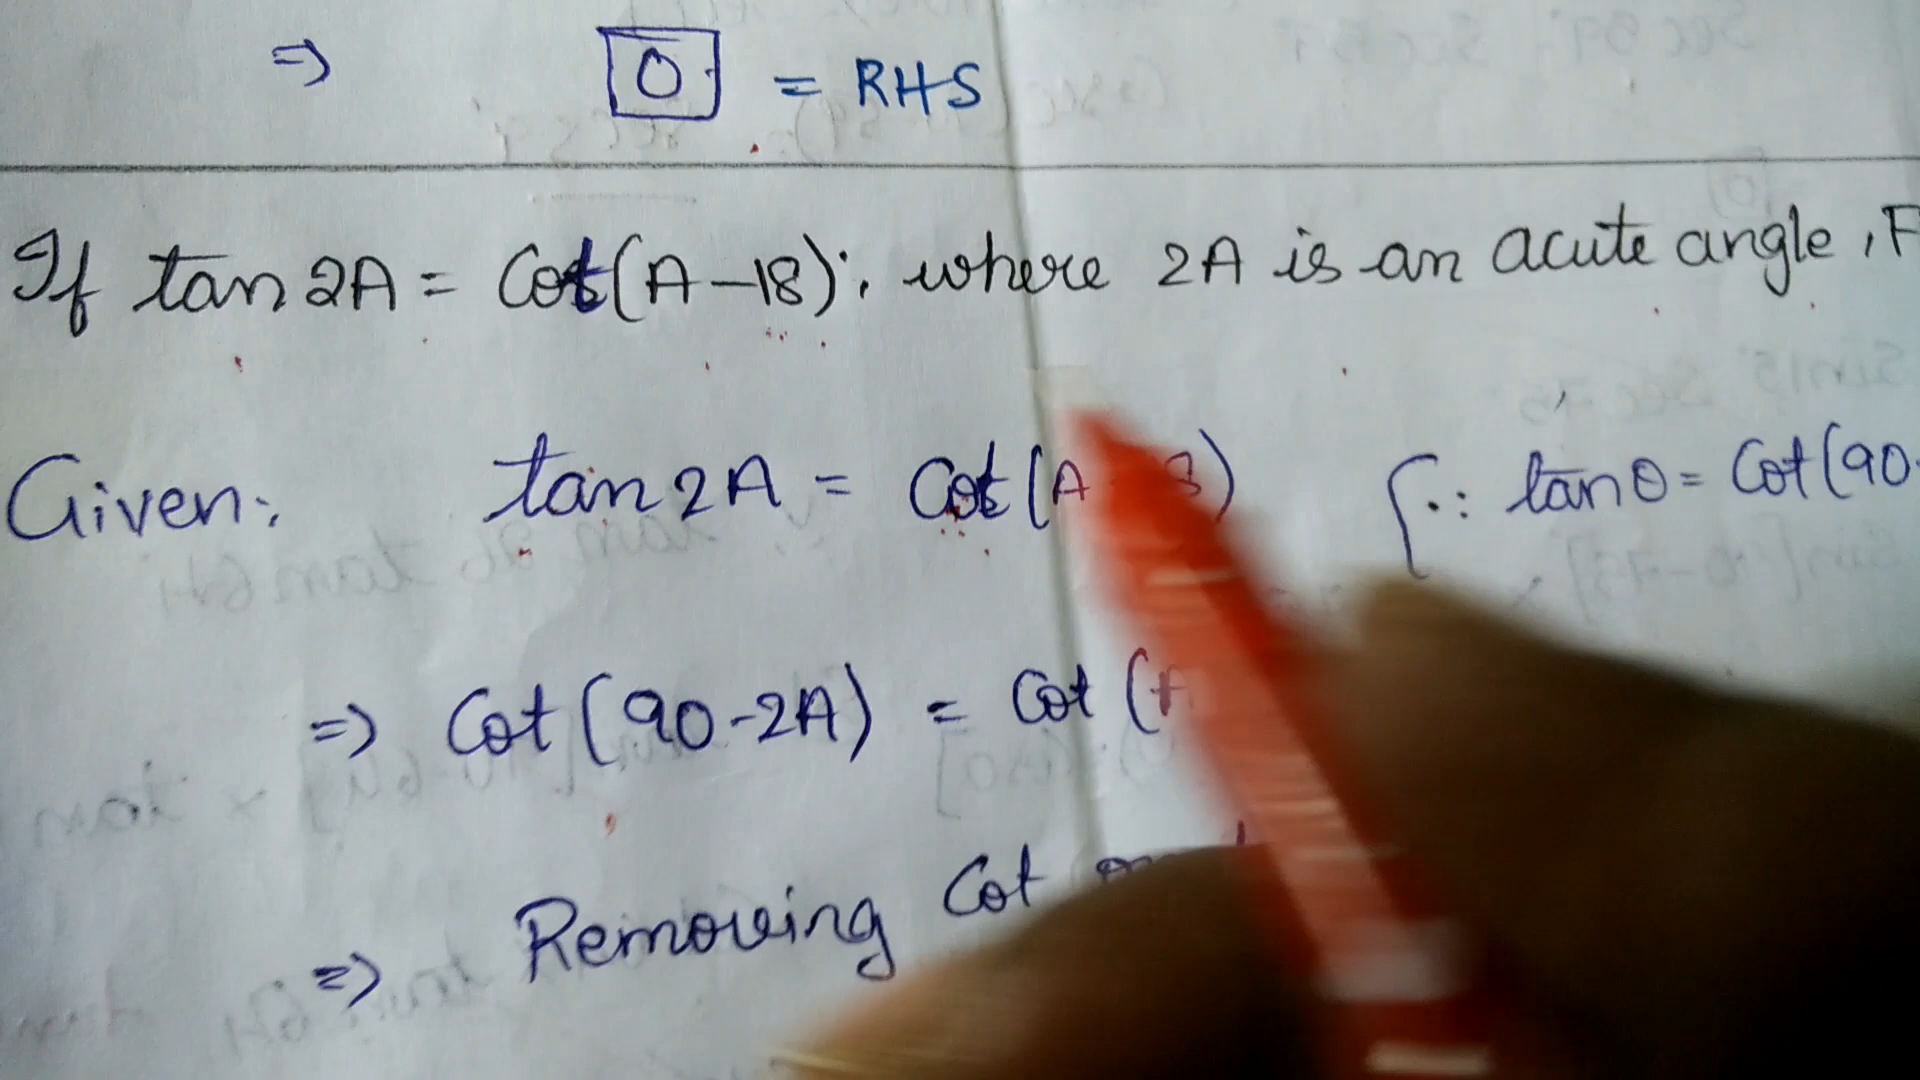 ⇒ 0 = RHS
If tan 2A = Cot(A-18); where 2A is an acute angle, F
Given: tan 2A = Cot(A 8) [∵ tan θ = Cot(90
⇒ Cot(90-2A) = Cot (A
⇒ Removing Cot